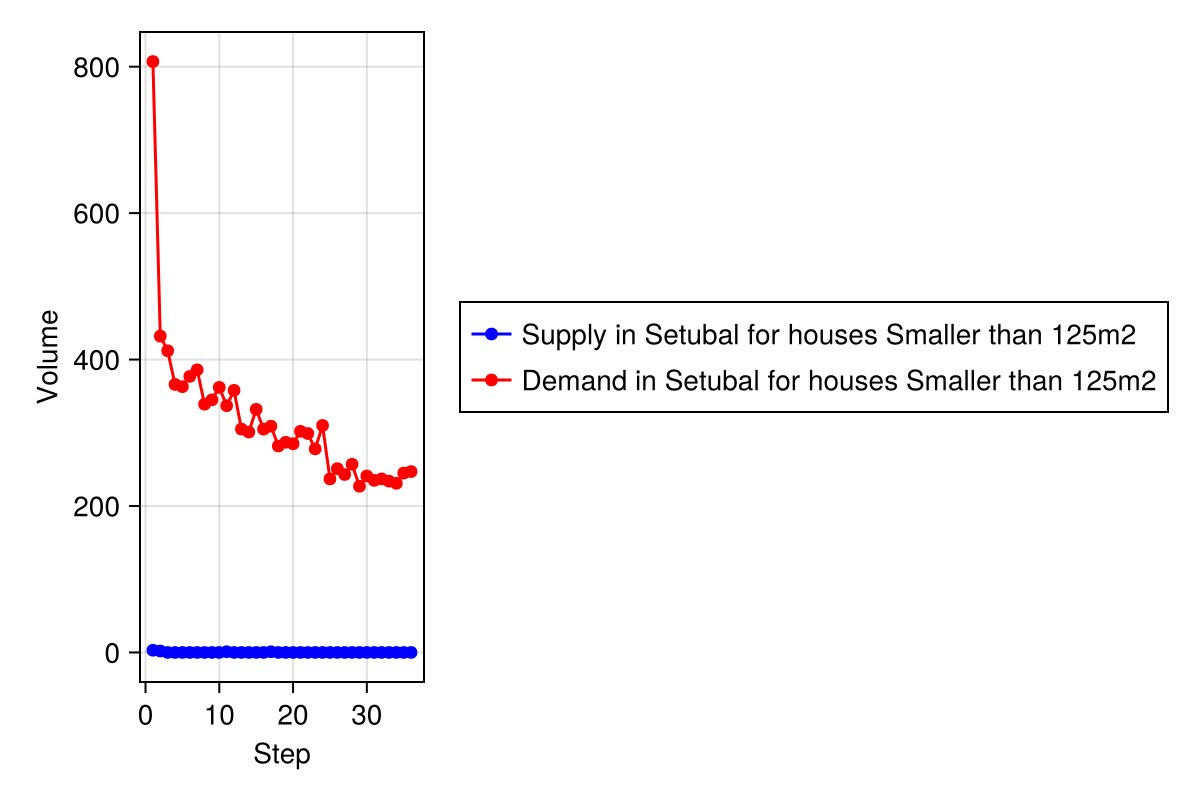 800
600
400
200
0
Volume
0 10 20 30
Step
Supply in Setubal for houses Smaller than 125m2
Demand in Setubal for houses Smaller than 125m2